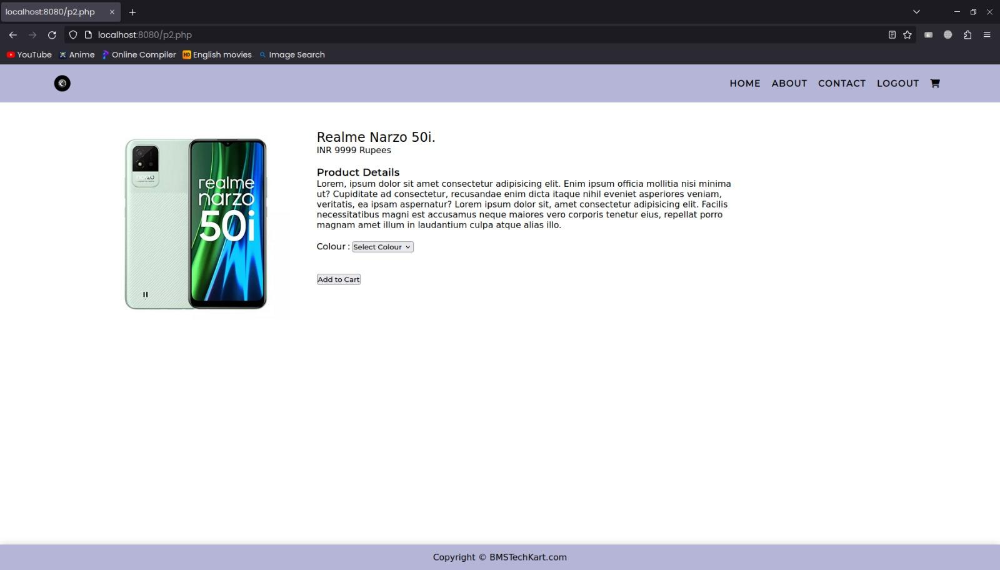 localhost:8080/p2.php
localhost:8080/p2.php
YouTube Anime Online Compiler HD English movies Image Search
HOME ABOUT CONTACT LOGOUT
Realme Narzo 50i.
INR 9999 Rupees
Product Details
Lorem, ipsum dolor sit amet consectetur adipisicing elit. Enim ipsum officia mollitia nisi minima
ut? Cupiditate ad consectetur, recusandae enim dicta itaque nihil eveniet asperiores veniam,
veritatis, ea ipsam aspernatur? Lorem ipsum dolor sit, amet consectetur adipisicing elit. Facilis
necessitatibus magni est accusamus neque maiores vero corporis tenetur eius, repellat porro
magnam amet illum in laudantium culpa atque alias illo.
Colour : Select Colour
Add to Cart
narzo
realme
narzo
50i
Copyright © BMSTechKart.com